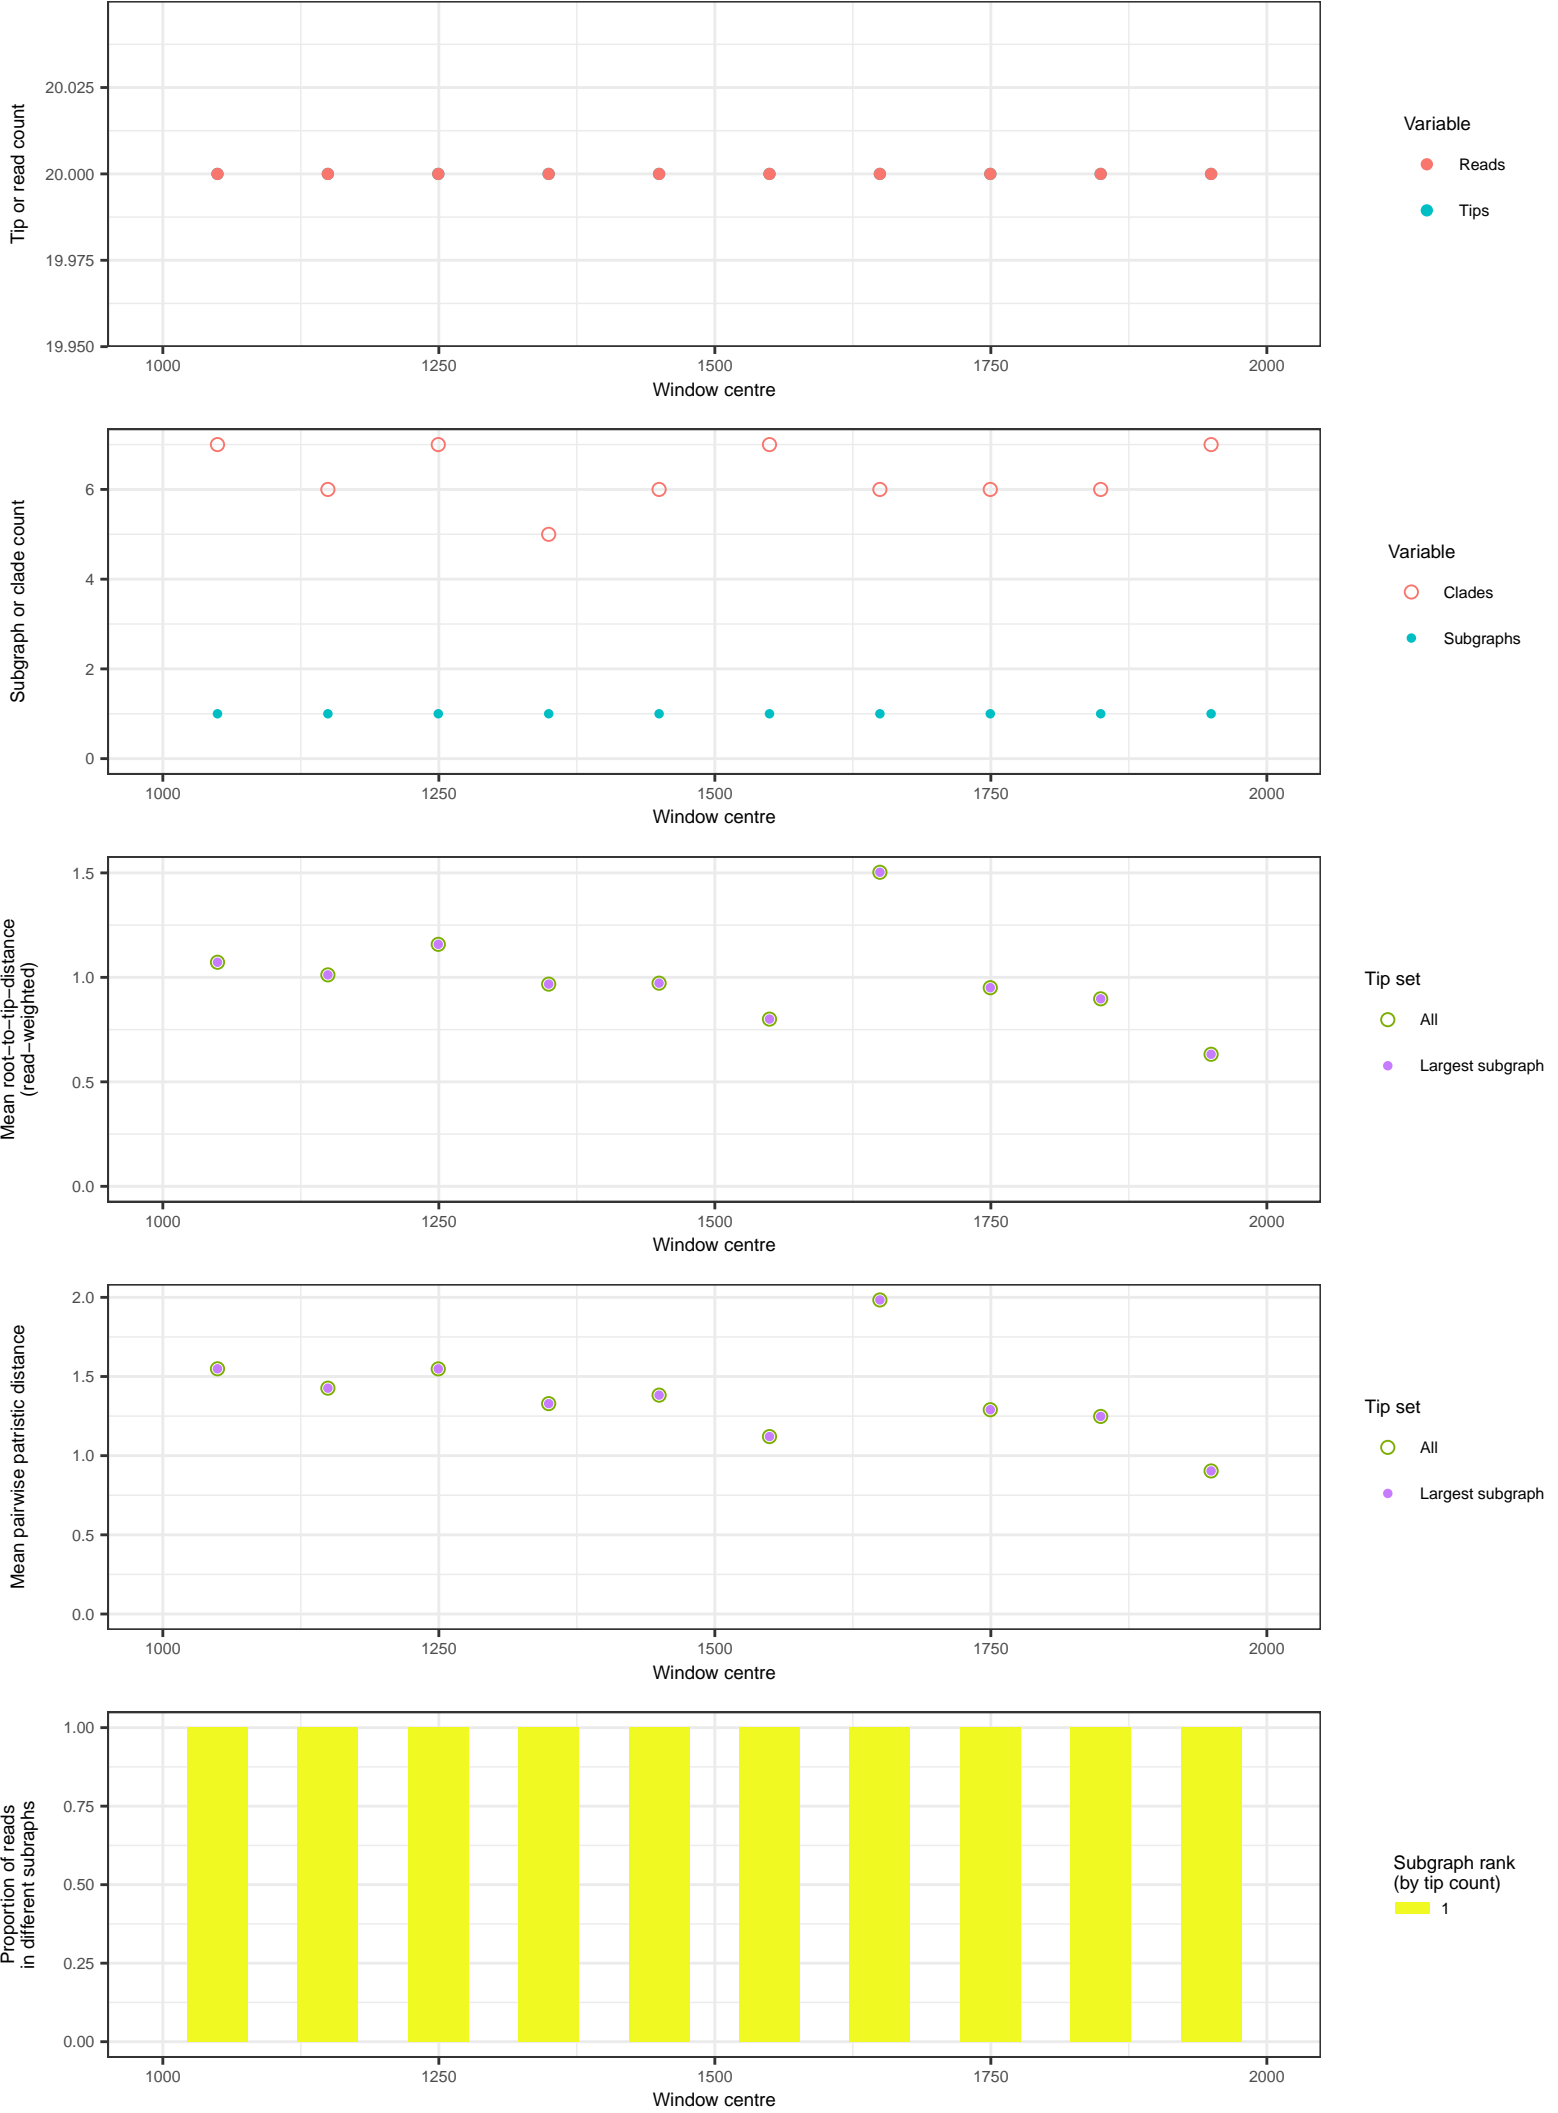 Tip or read count
20.025
20.000
19.975
19.950
1000 1250 1500 1750 2000
Window centre
Variable
Reads
Tips
Subgraph or clade count
6
4
2
0
1000 1250 1500 1750 2000
Window centre
Variable
Clades
Subgraphs
Mean root−to−tip−distance
(read−weighted)
1.5
1.0
0.5
0.0
1000 1250 1500 1750 2000
Window centre
Tip set
All
Largest subgraph
Mean pairwise patristic distance
2.0
1.5
1.0
0.5
0.0
1000 1250 1500 1750 2000
Window centre
Tip set
All
Largest subgraph
Proportion of reads
in different subraphs
1.00
0.75
0.50
0.25
0.00
1000 1250 1500 1750 2000
Window centre
Subgraph rank
(by tip count)
1